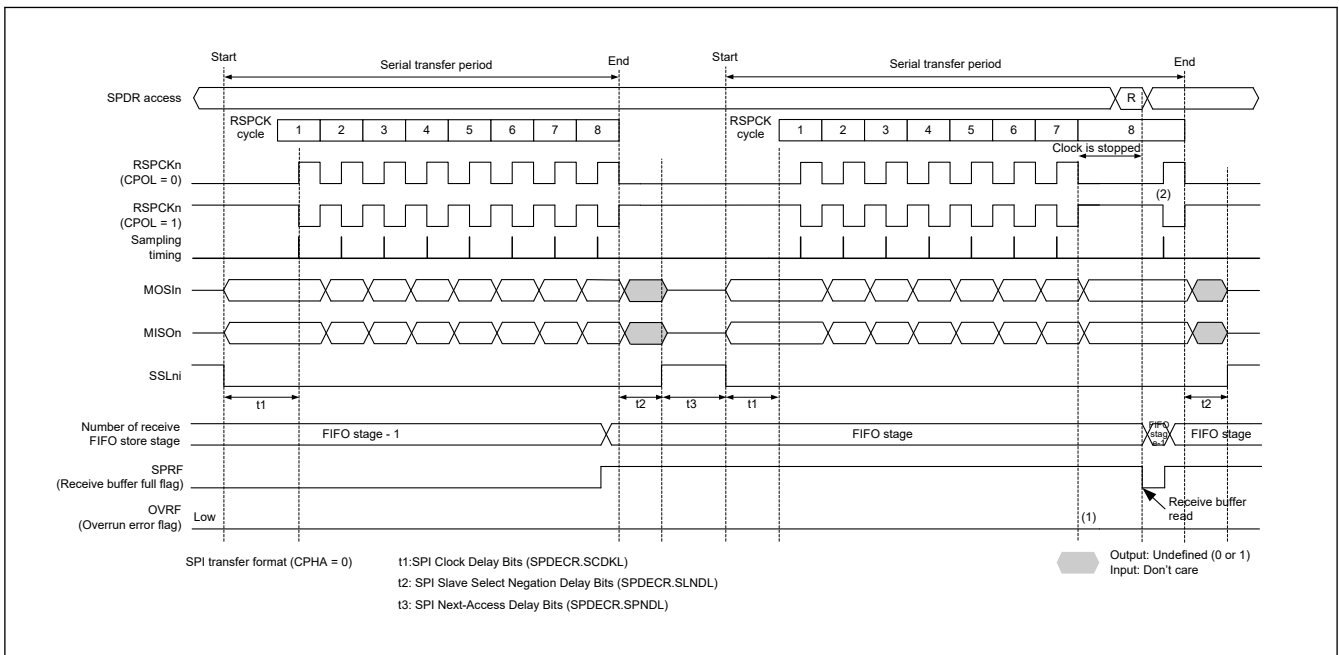 Start
Serial transfer period
End
Start
Serial transfer period
End
SPDR access
R
RSPCK
cycle
1 2 3 4 5 6 7 8
RSPCK
cycle
1 2 3 4 5 6 7 8
Clock is stopped
RSPCKn
(CPOL = 0)
(2)
RSPCKn
(CPOL = 1)
Sampling
timing
MOSIn
MISOn
SSLni
t1
t2
t3
t1
t2
Number of receive
FIFO store stage
FIFO stage - 1
FIFO stage
FIFO
stag
e-1
FIFO stage
SPRF
(Receive buffer full flag)
Receive buffer
read
OVRF
(Overrun error flag)
Low
(1)
SPI transfer format (CPHA = 0)
t1:SPI Clock Delay Bits (SPDECR.SCDKL)
t2: SPI Slave Select Negation Delay Bits (SPDECR.SLNDL)
t3: SPI Next-Access Delay Bits (SPDECR.SPNDL)
Output: Undefined (0 or 1)
Input: Don't care